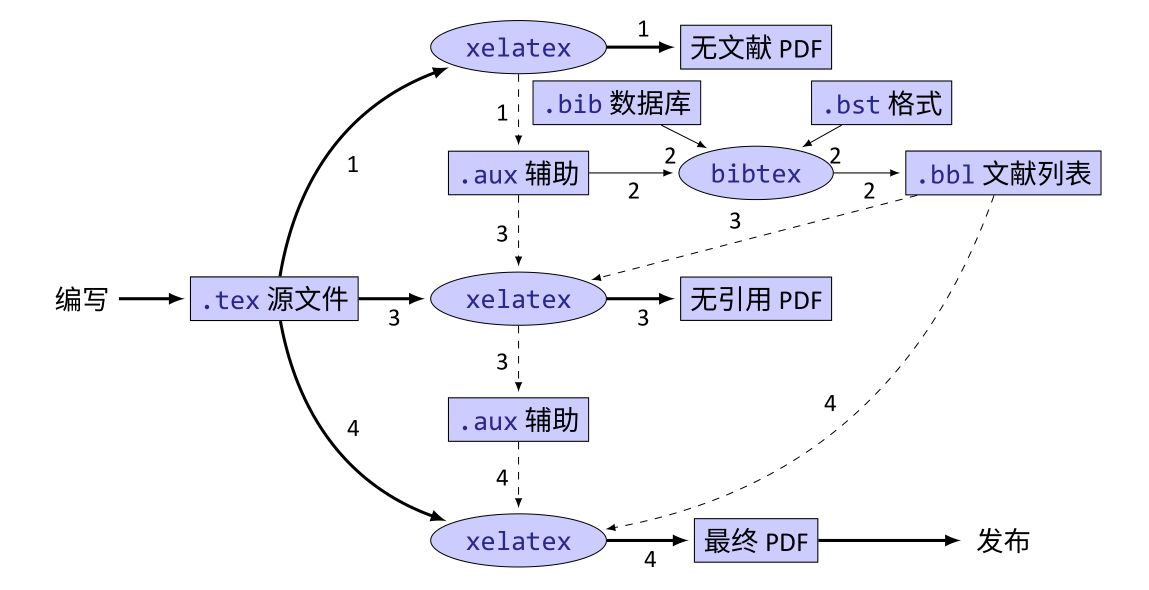 1
xelatex
无文献 PDF
.bib 数据库
.bst 格式
1
1
2
2
.aux 辅助
bibtex
.bbl 文献列表
2
2
3
3
编写
.tex 源文件
xelatex
无引用 PDF
3
3
3
.aux 辅助
4
4
4
xelatex
最终 PDF
发布
4